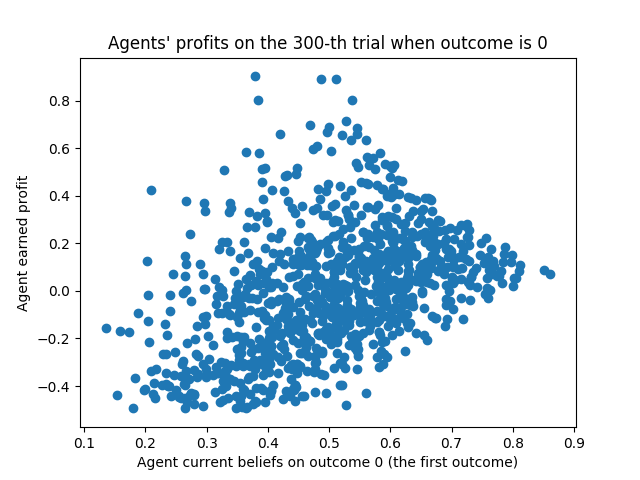 Agents' profits on the 300-th trial when outcome is 0
Agent earned profit
0.8
0.6
0.4
0.2
0.0
−0.2
−0.4
0.1 0.2 0.3 0.4 0.5 0.6 0.7 0.8 0.9
Agent current beliefs on outcome 0 (the first outcome)